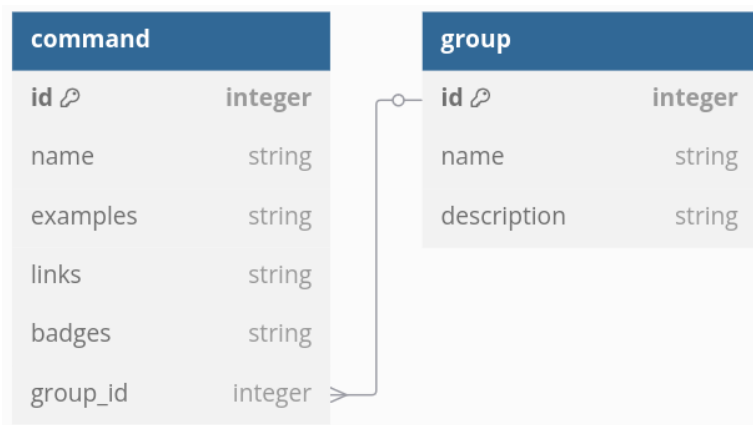 command
id integer
name string
examples string
links string
badges string
group_id integer
group
id integer
name string
description string